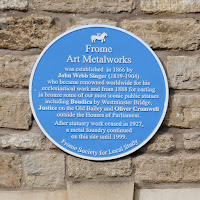 Frome
Art Metalworks
was established in 1866 by
John Webb Singer (1819-1904)
who became renowned worldwide for his
ecclesiastical work and from 1888 for casting
in bronze some of our most iconic public statues
including Boudica by Westminster Bridge,
Justice on the Old Bailey and Oliver Cromwell
outside the Houses of Parliament.
After statuary work ceased in 1927,
a metal foundry continued
on this site until 1999.
Frome Society for Local Study